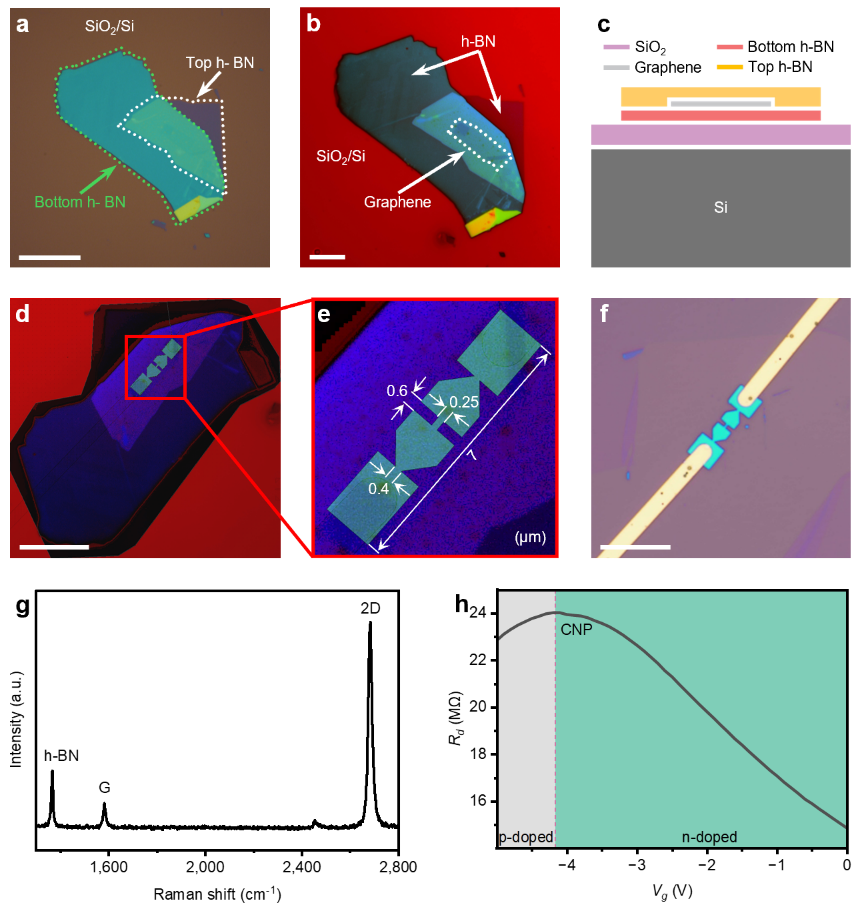 a
SiO₂/Si
Top h- BN
Bottom h- BN
b
h-BN
SiO₂/Si
Graphene
c
SiO₂
Bottom h-BN
Graphene
Top h-BN
Si
d
e
0.6
0.25
0.4
7
(µm)
f
g
2D
h-BN
G
Intensity (a.u.)
1,600
2,000
2,400
2,800
Raman shift (cm⁻¹)
h
24
22
20
18
16
CNP
R_d (MΩ)
p-doped
n-doped
−4
−3
−2
−1
0
V_g (V)